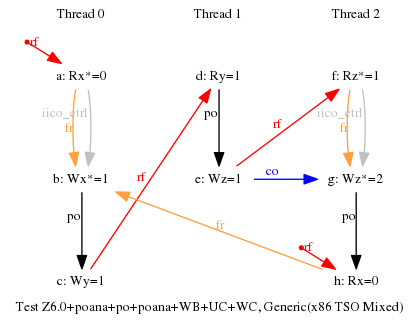 Thread 0 Thread 1 Thread 2
rf
a: Rx*=0 d: Ry=1 f: Rz*=1
iico_ctrl po iico_ctrl
fr rf fr
b: Wx*=1 rf e: Wz=1 co g: Wz*=2
po fr po
rf
c: Wy=1 h: Rx=0
Test Z6.0+poana+po+poana+WB+UC+WC, Generic(x86 TSO Mixed)